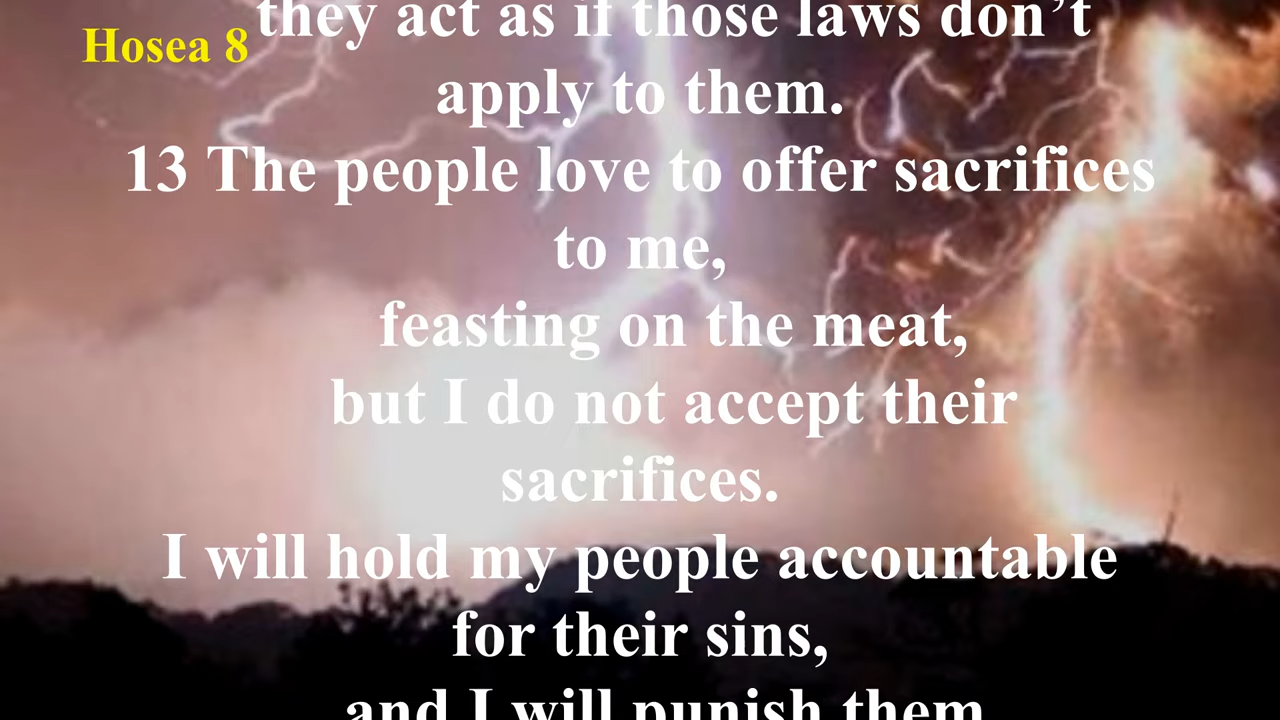 Hosea 8
they act as if those laws don’t
apply to them.
13 The people love to offer sacrifices
to me,
feasting on the meat,
but I do not accept their
sacrifices.
I will hold my people accountable
for their sins,
and I will punish them